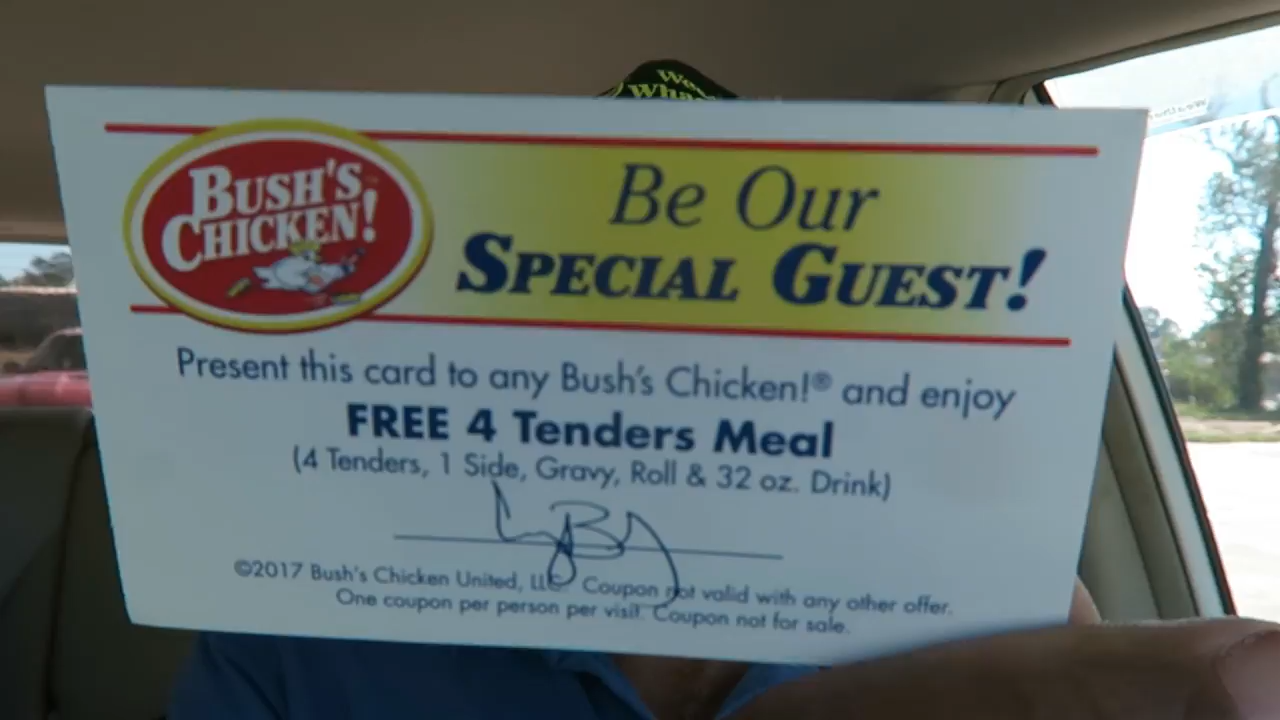 We
Wha
BUSH'S
CHICKEN!
Be Our
SPECIAL GUEST!
Present this card to any Bush's Chicken!® and enjoy
FREE 4 Tenders Meal
(4 Tenders, 1 Side, Gravy, Roll & 32 oz. Drink)
©2017 Bush's Chicken United, LLC. Coupon not valid with any other offer.
One coupon per person per visit. Coupon not for sale.